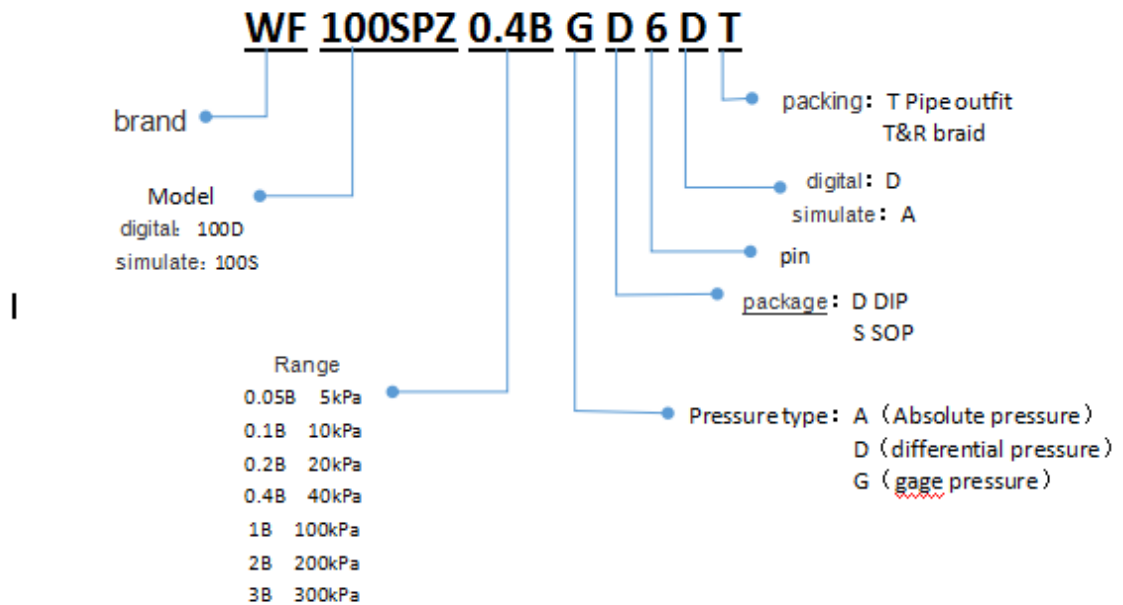 WF 100SPZ 0.4B G D 6 D T
packing： T Pipe outfit
T&R braid
brand
digital： D
simulate： A
Model
digital: 100D
simulate：100S
pin
package： D DIP
S SOP
Range
0.05B 5kPa
0.1B 10kPa
0.2B 20kPa
0.4B 40kPa
1B 100kPa
2B 200kPa
3B 300kPa
Pressure type： A（Absolute pressure）
D（differential pressure）
G（gage pressure）